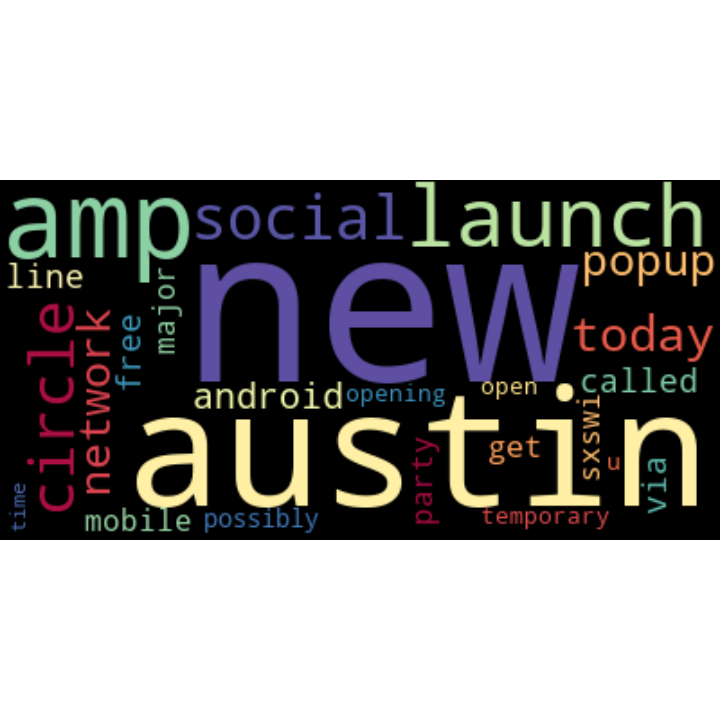 amp
social
launch
line
new
popup
major
circle
network
free
today
android
opening
open
called
austin
sxswi
get
party
u
via
time
mobile
possibly
temporary